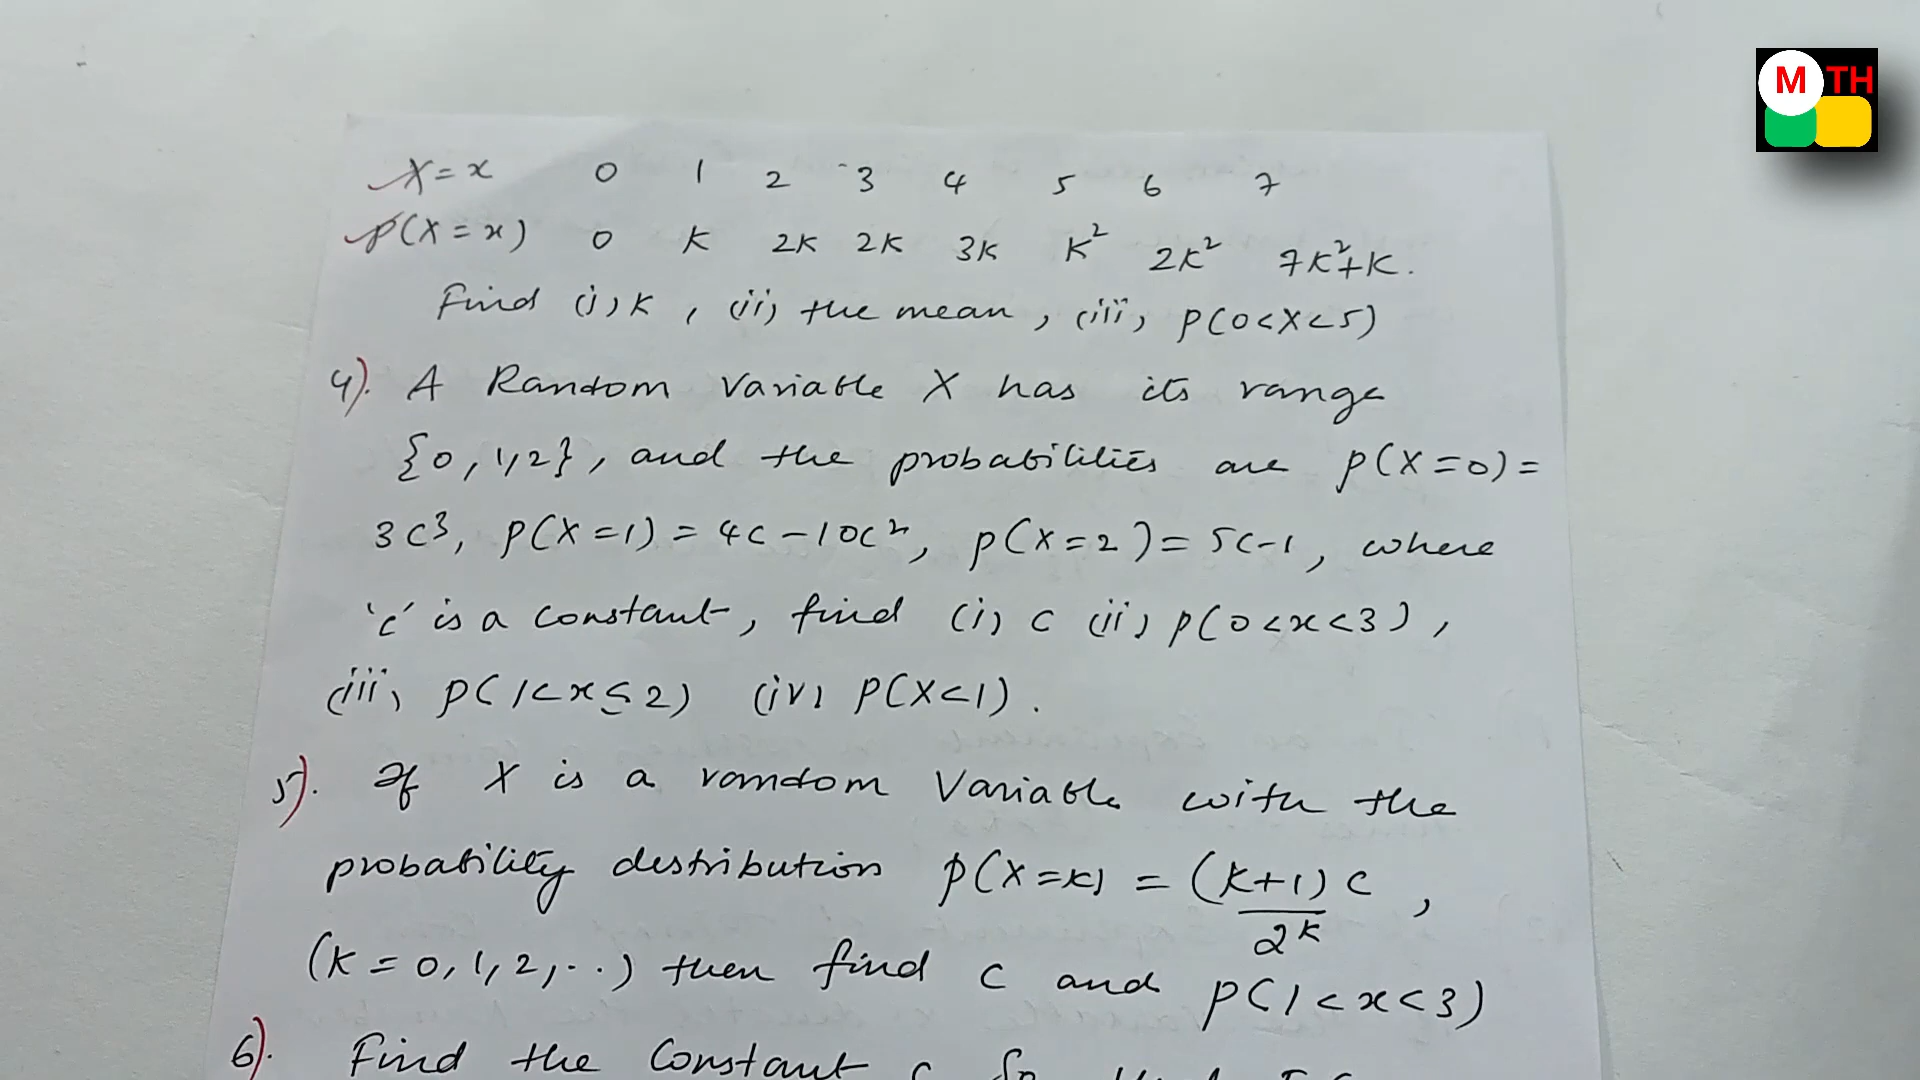 M TH
X=x 0 1 2 3 4 5 6 7
p(X=x) 0 K 2K 2K 3K K² 2K² 7K²+K.
Find (i) K, (ii) the mean, (iii) P(0<X<5)
4). A Random Variable X has its range
{0, 1, 2}, and the probabilities are P(X=0)=
3C³, P(X=1) = 4C-10C², P(X=2) = 5C-1, where
'c' is a constant, find (i) C (ii) P(0<x<3),
(iii) P(1<x≤2) (iv) P(X<1).
5). If X is a random Variable with the
probability distribution p(X=K) = (K+1)C / 2^K,
(K = 0, 1, 2, ..) then find C and P(1<x<3)
6). Find the Constant C so that